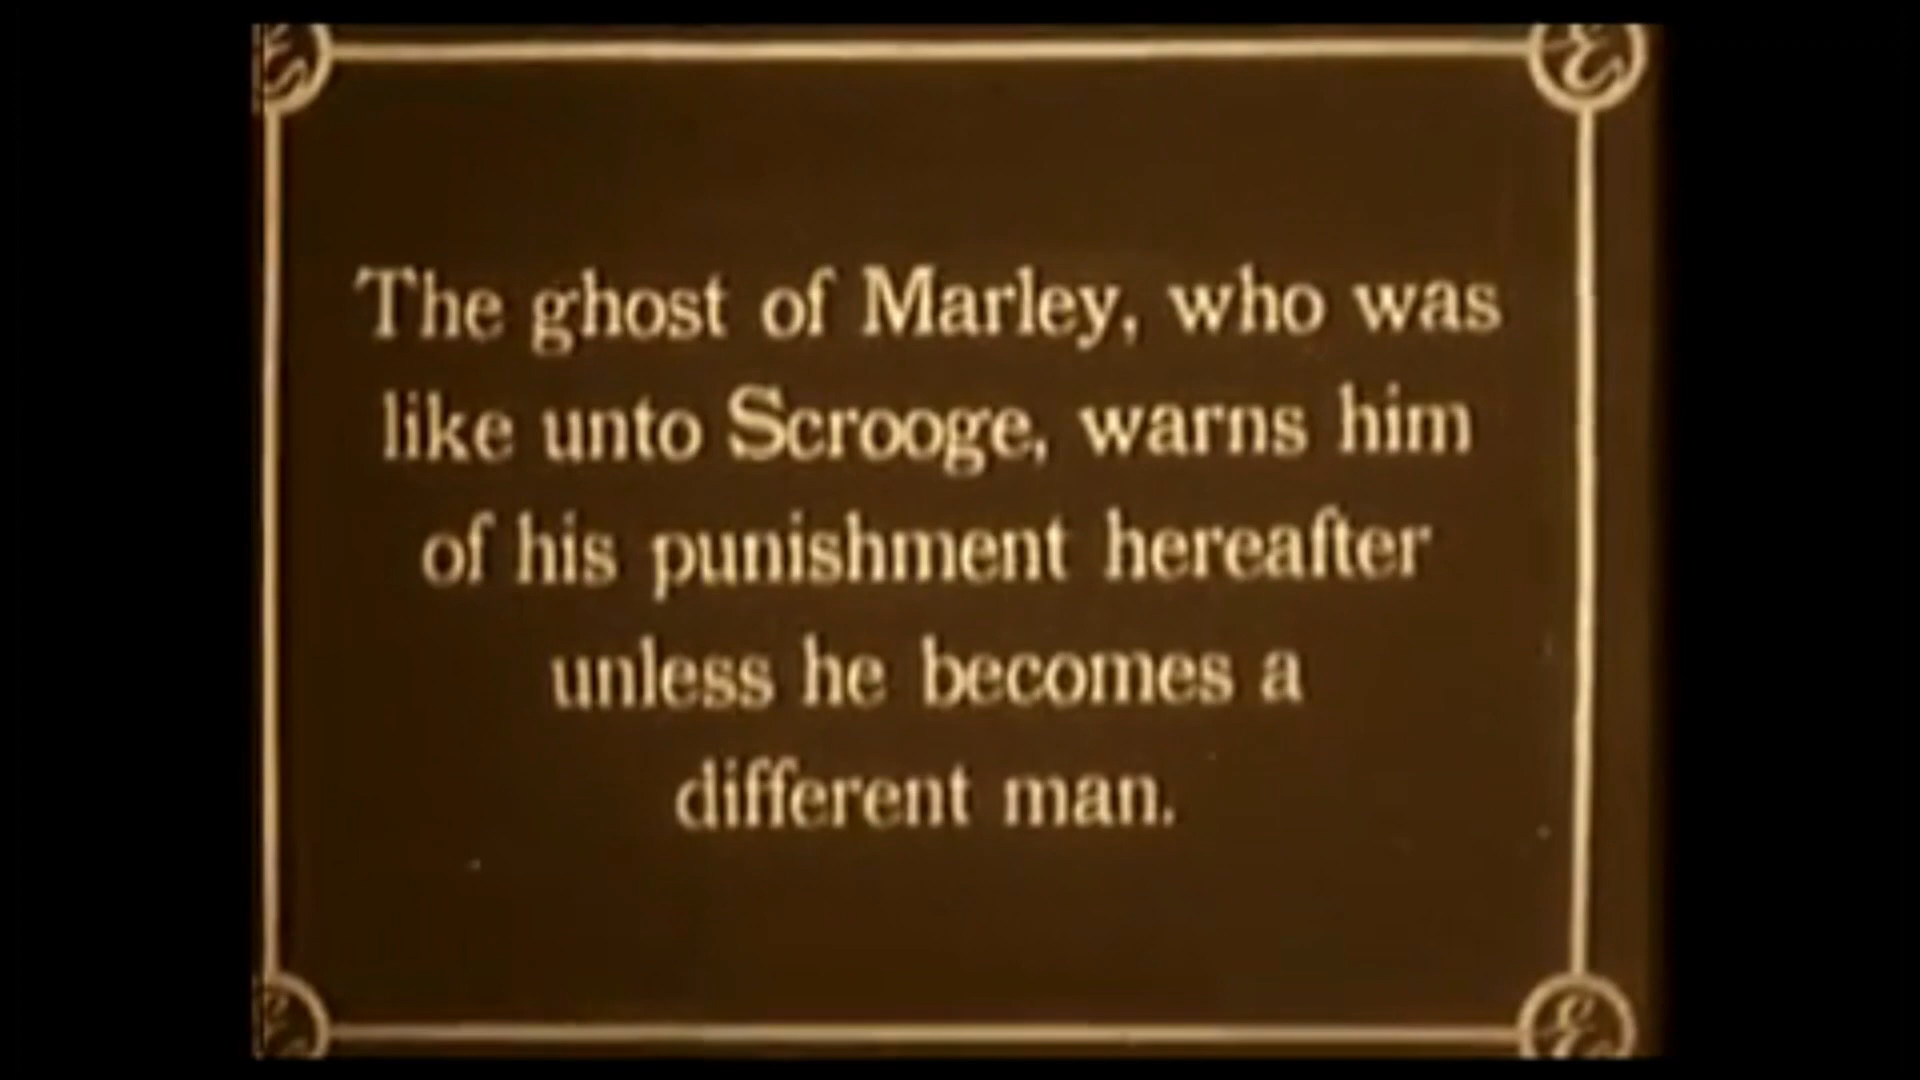 The ghost of Marley, who was
like unto Scrooge, warns him
of his punishment hereafter
unless he becomes a
different man.